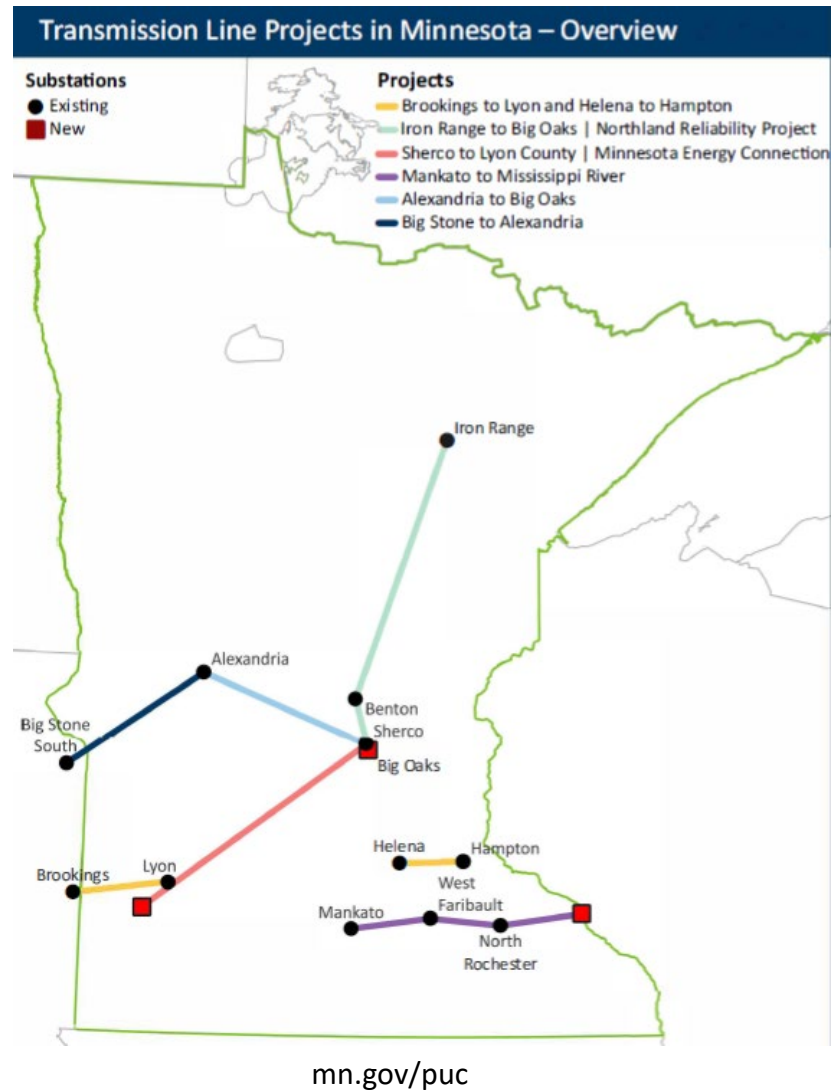 Transmission Line Projects in Minnesota – Overview
Substations
Existing
New
Projects
Brookings to Lyon and Helena to Hampton
Iron Range to Big Oaks | Northland Reliability Project
Sherco to Lyon County | Minnesota Energy Connection
Mankato to Mississippi River
Alexandria to Big Oaks
Big Stone to Alexandria
Iron Range
Alexandria
Benton
Big Stone
South
Sherco
Big Oaks
Helena
Hampton
Lyon
Brookings
West
Faribault
Mankato
North
Rochester
mn.gov/puc